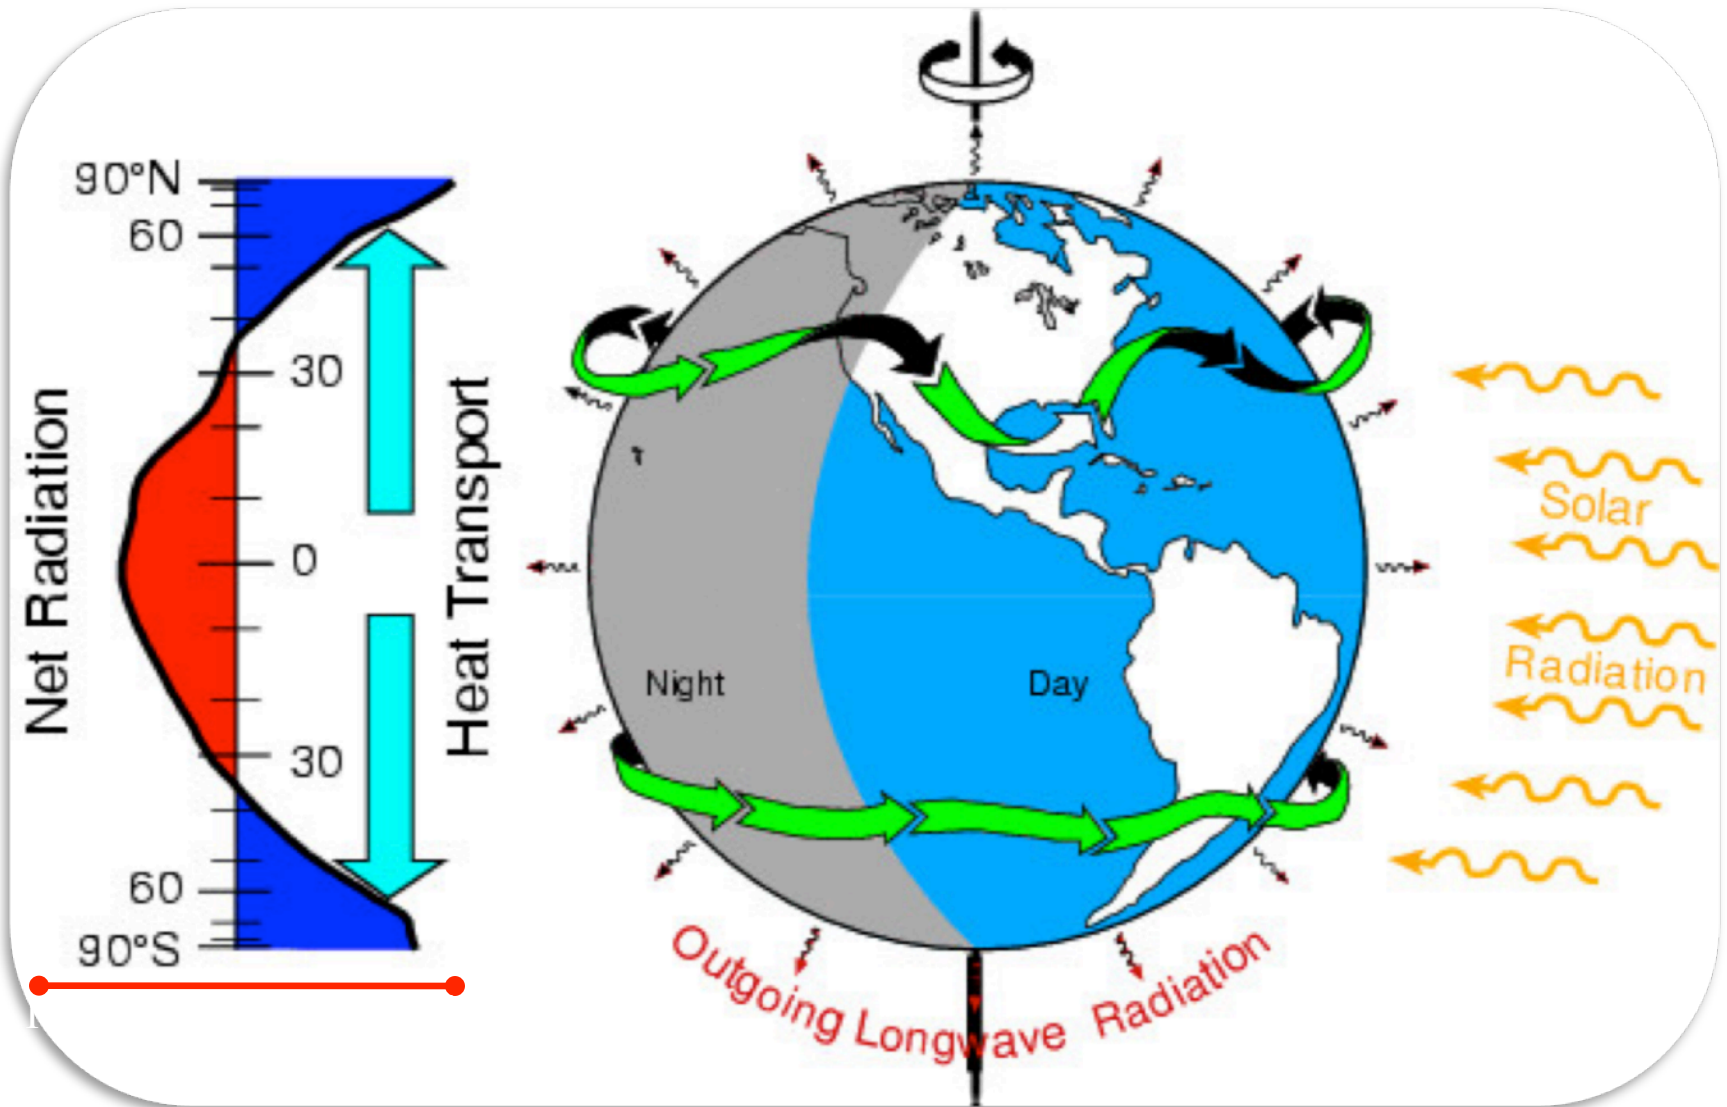 Net Radiation
90°N
60
30
0
30
60
90°S
Heat Transport
Night
Day
Solar
Radiation
Outgoing Longwave Radiation